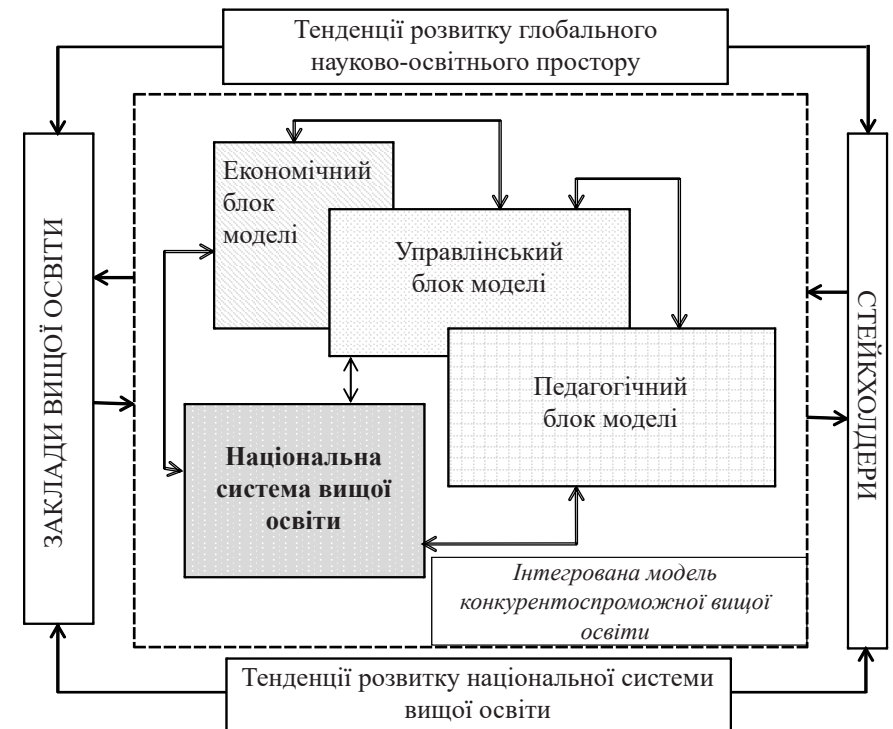 Тенденції розвитку глобального
науково-освітнього простору
ЗАКЛАДИ ВИЩОЇ ОСВІТИ
Економічний
блок
моделі
Управлінський
блок моделі
Педагогічний
блок моделі
Національна
система вищої
освіти
Інтегрована модель
конкурентоспроможної вищої
освіти
СТЕЙКХОЛДЕРИ
Тенденції розвитку національної системи
вищої освіти